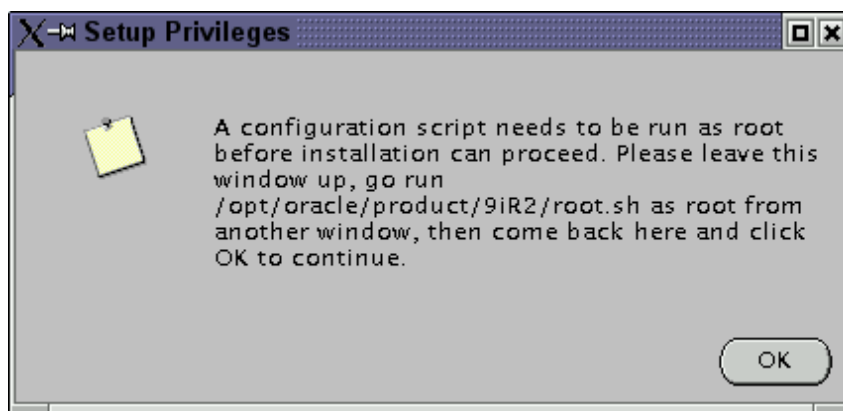 Setup Privileges
A configuration script needs to be run as root
before installation can proceed. Please leave this
window up, go run
/opt/oracle/product/9iR2/root.sh as root from
another window, then come back here and click
OK to continue.
OK